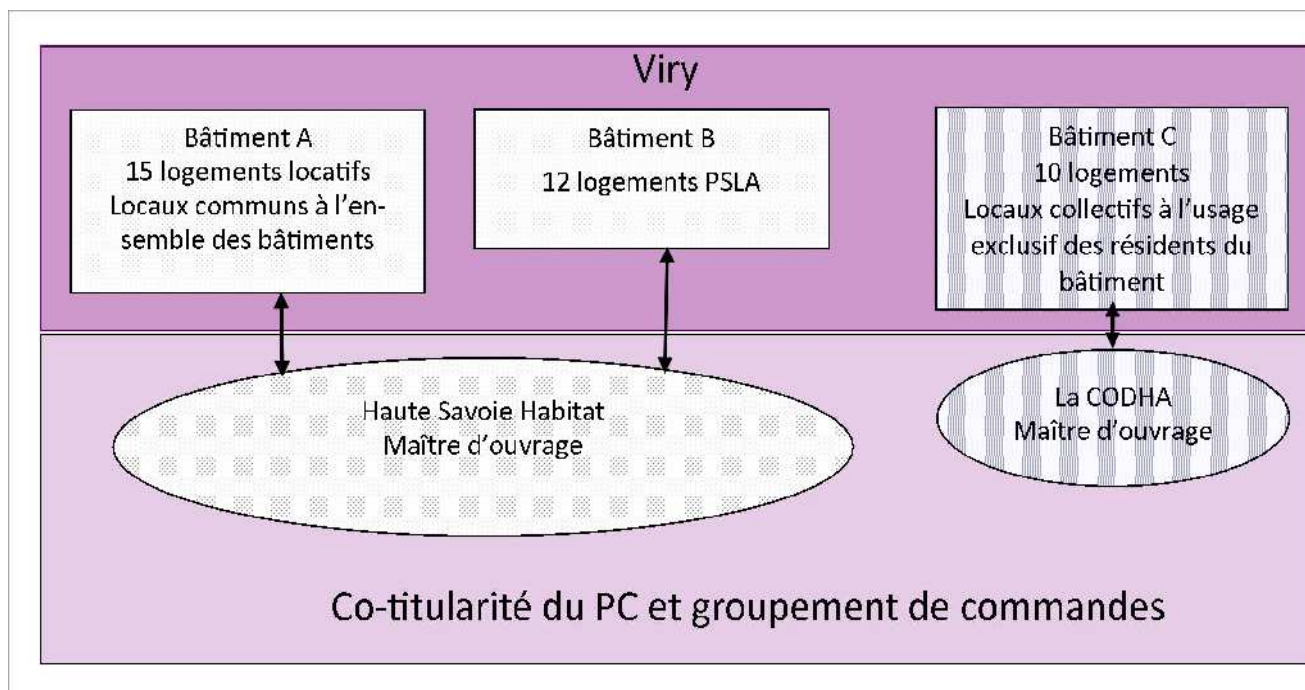 Viry
Bâtiment A
15 logements locatifs
Locaux communs à l'en-
semble des bâtiments
Bâtiment B
12 logements PSLA
Bâtiment C
10 logements
Locaux collectifs à l'usage
exclusif des résidents du
bâtiment
Haute Savoie Habitat
Maître d'ouvrage
La CODHA
Maître d'ouvrage
Co-titularité du PC et groupement de commandes